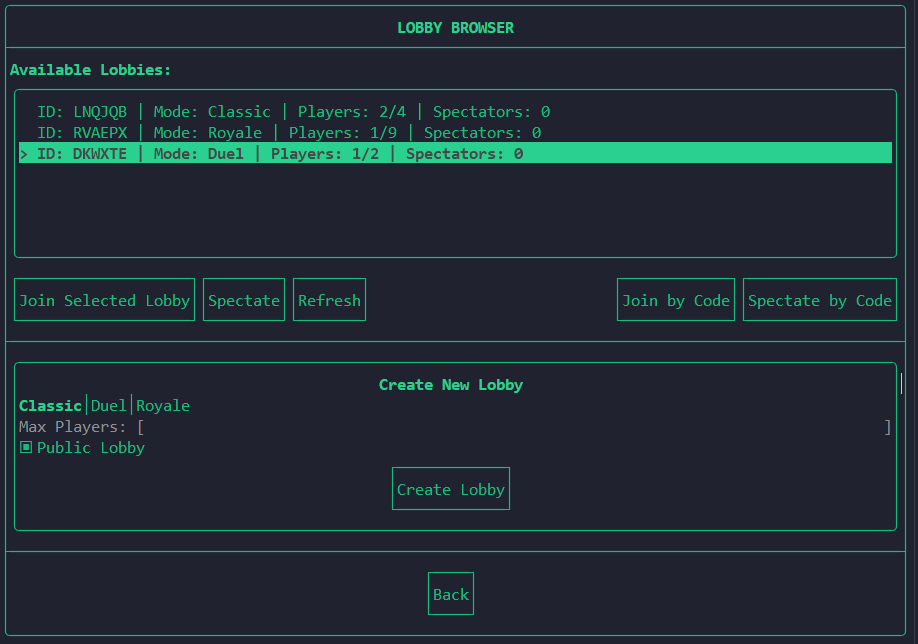 LOBBY BROWSER
Available Lobbies:
ID: LNQJQB | Mode: Classic | Players: 2/4 | Spectators: 0
ID: RVAEPX | Mode: Royale | Players: 1/9 | Spectators: 0
> ID: DKWXTE | Mode: Duel | Players: 1/2 | Spectators: 0
Join Selected Lobby Spectate Refresh Join by Code Spectate by Code
Create New Lobby
Classic│Duel│Royale
Max Players: [ ]
Public Lobby
Create Lobby
Back